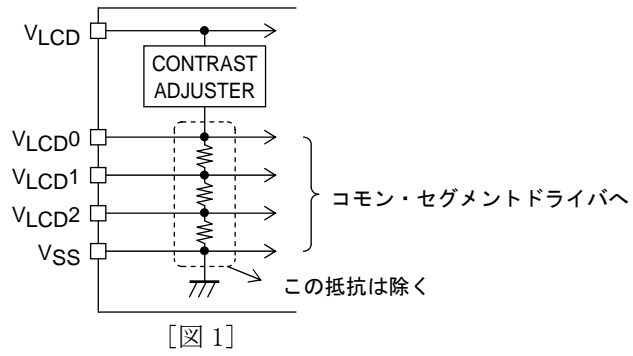 VLCD
CONTRAST
ADJUSTER
VLCD0
VLCD1
VLCD2
VSS
コモン・セグメントドライバへ
この抵抗は除く
[図 1]